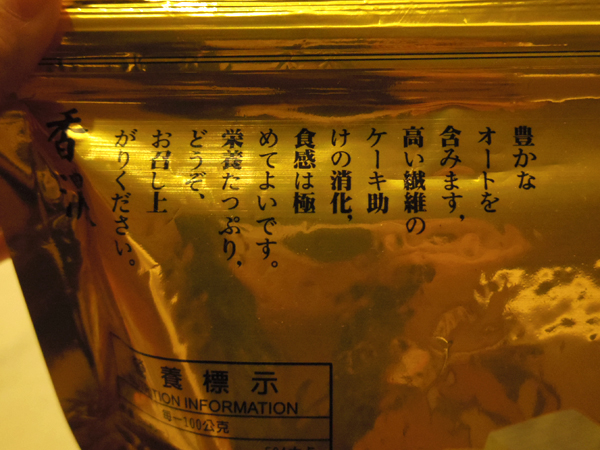 豊かな
オートを
含みます,
高い繊維の
ケーキ助
けの消化,
食感は極
めてよいです。
栄養たっぷり,
どうぞ、
お召し上
がりください。
養標示
TION INFORMATION
100公克